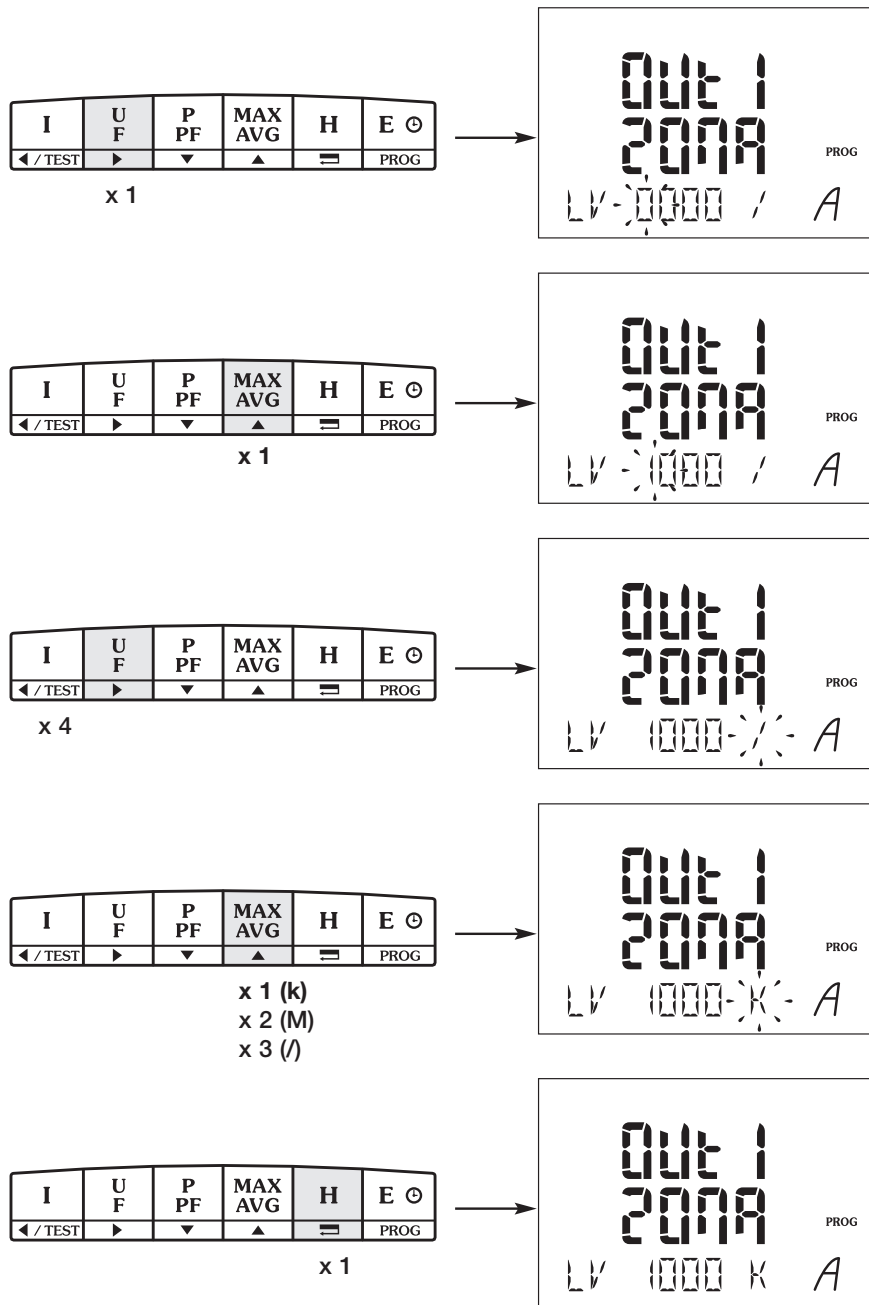 OUt 1
I U F P PF MAX AVG H E
20MA
◀ / TEST ▶ ▼ ▲ PROG
PROG
x 1
LV 0000 / A
OUt 1
I U F P PF MAX AVG H E
20MA
◀ / TEST ▶ ▼ ▲ PROG
PROG
x 1
LV 1000 / A
OUt 1
I U F P PF MAX AVG H E
20MA
◀ / TEST ▶ ▼ ▲ PROG
PROG
x 4
LV 1000 / A
OUt 1
I U F P PF MAX AVG H E
20MA
◀ / TEST ▶ ▼ ▲ PROG
PROG
x 1 (k)
LV 1000 K A
x 2 (M)
x 3 (/)
OUt 1
I U F P PF MAX AVG H E
20MA
◀ / TEST ▶ ▼ ▲ PROG
PROG
x 1
LV 1000 K A